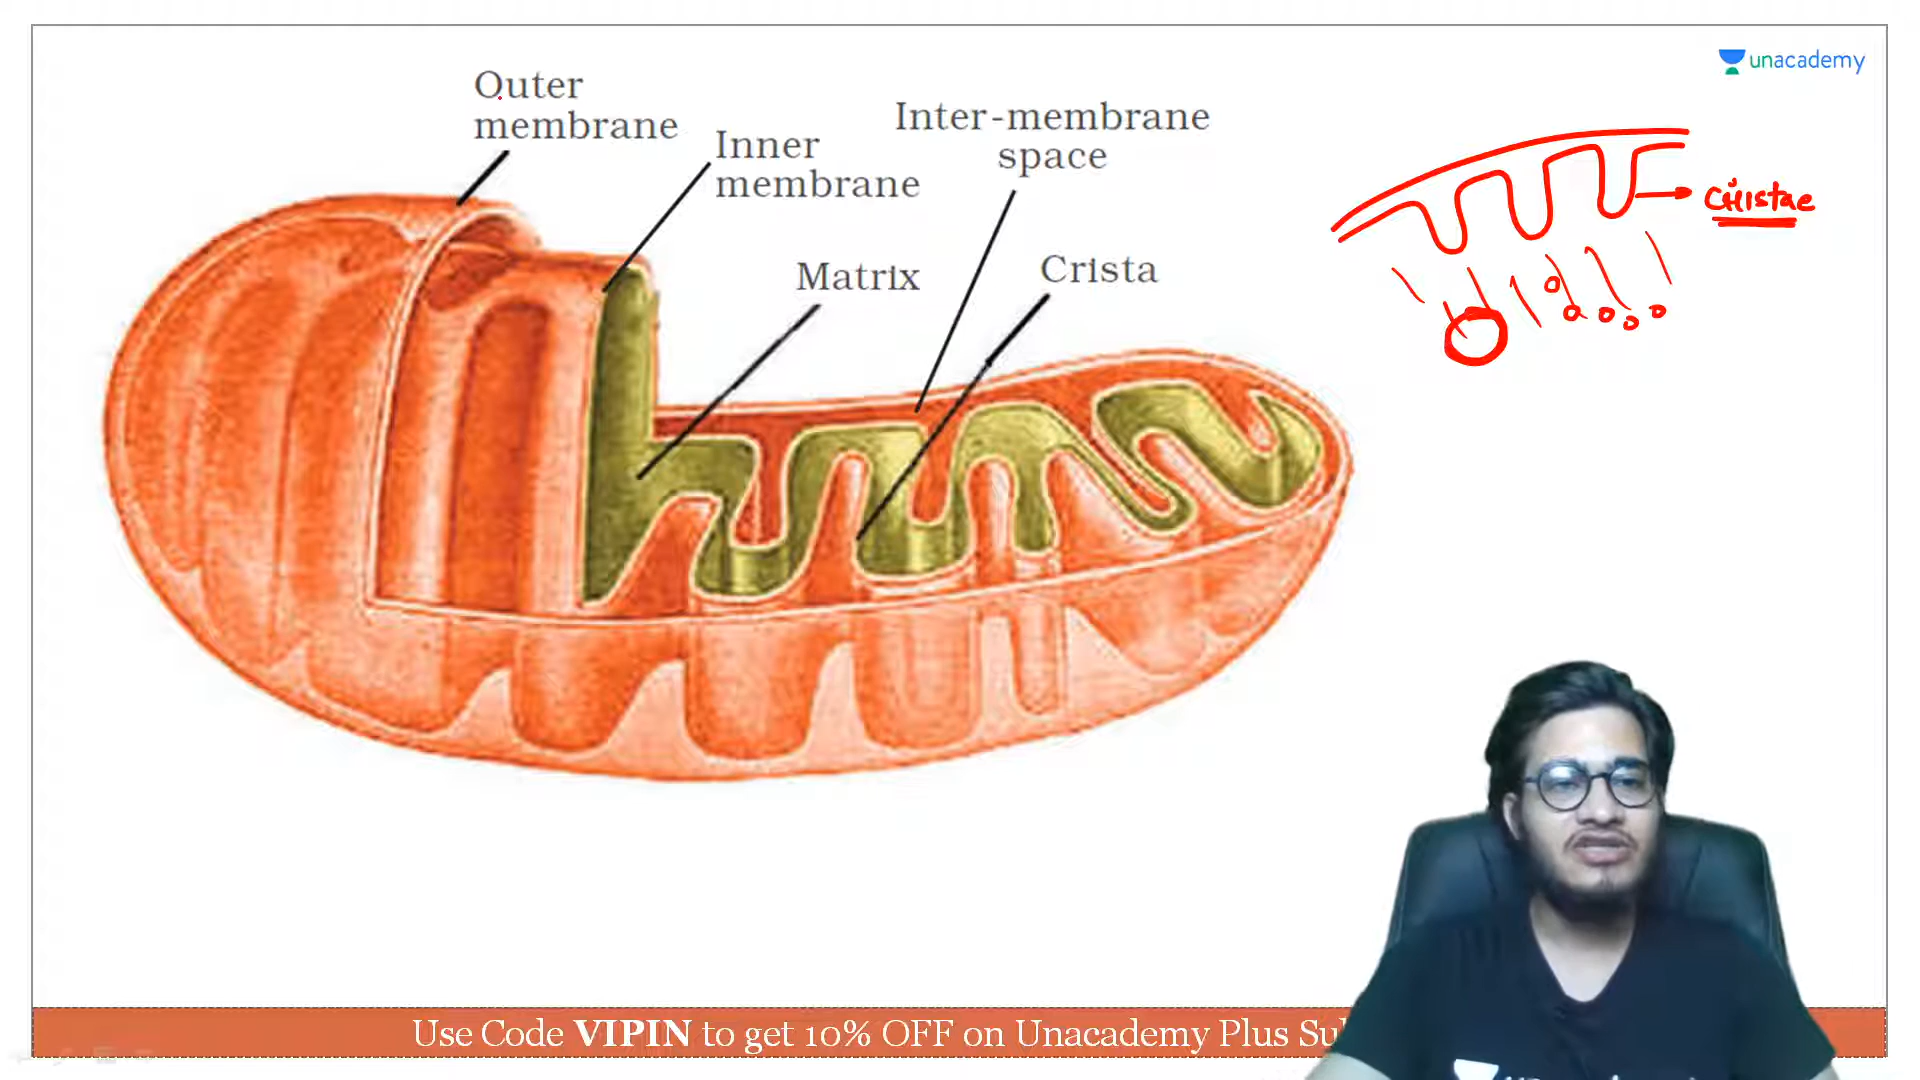 unacademy
Outer
membrane
Inner
membrane
Inter-membrane
space
Matrix
Crista
Cristae
Use Code VIPIN to get 10% OFF on Unacademy Plus Su